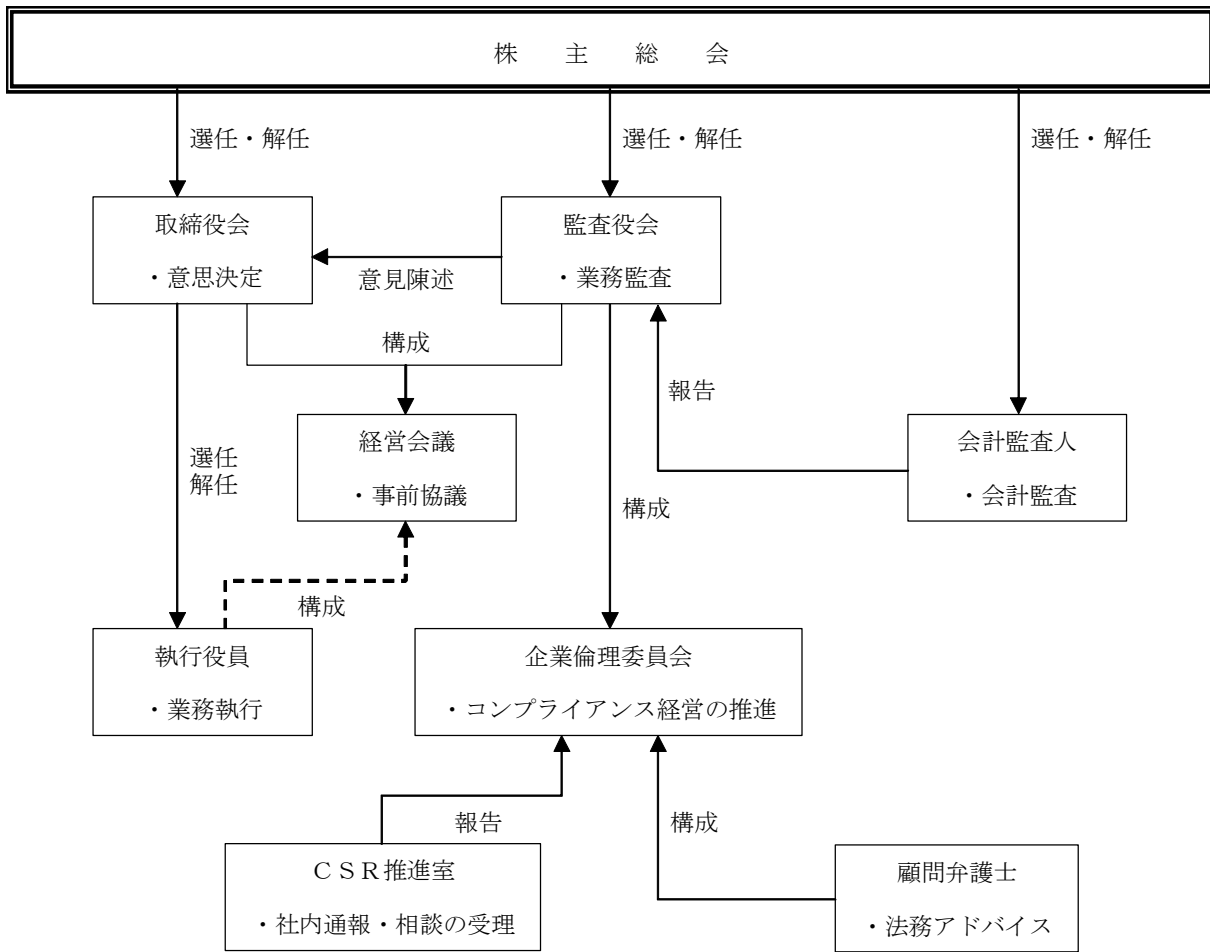 株　主　総　会
選任・解任
選任・解任
選任・解任
取締役会
・意思決定
意見陳述
監査役会
・業務監査
構成
報告
選任
解任
経営会議
・事前協議
構成
会計監査人
・会計監査
構成
執行役員
・業務執行
企業倫理委員会
・コンプライアンス経営の推進
報告
構成
ＣＳＲ推進室
・社内通報・相談の受理
顧問弁護士
・法務アドバイス